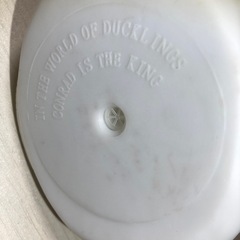 IN THE WORLD OF DUCKLINGS
CONRAD IS THE KING